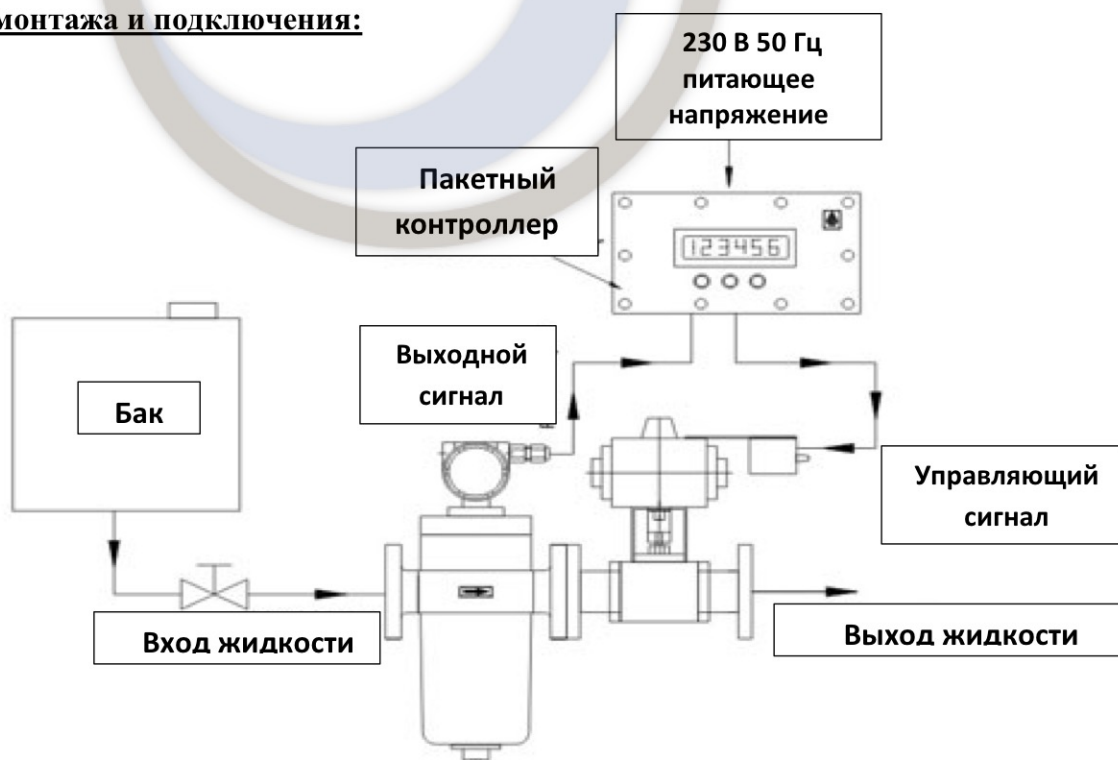 монтажа и подключения:
230 В 50 Гц
питающее
напряжение
Пакетный
контроллер
123456
Выходной
сигнал
Бак
Управляющий
сигнал
Вход жидкости
Выход жидкости